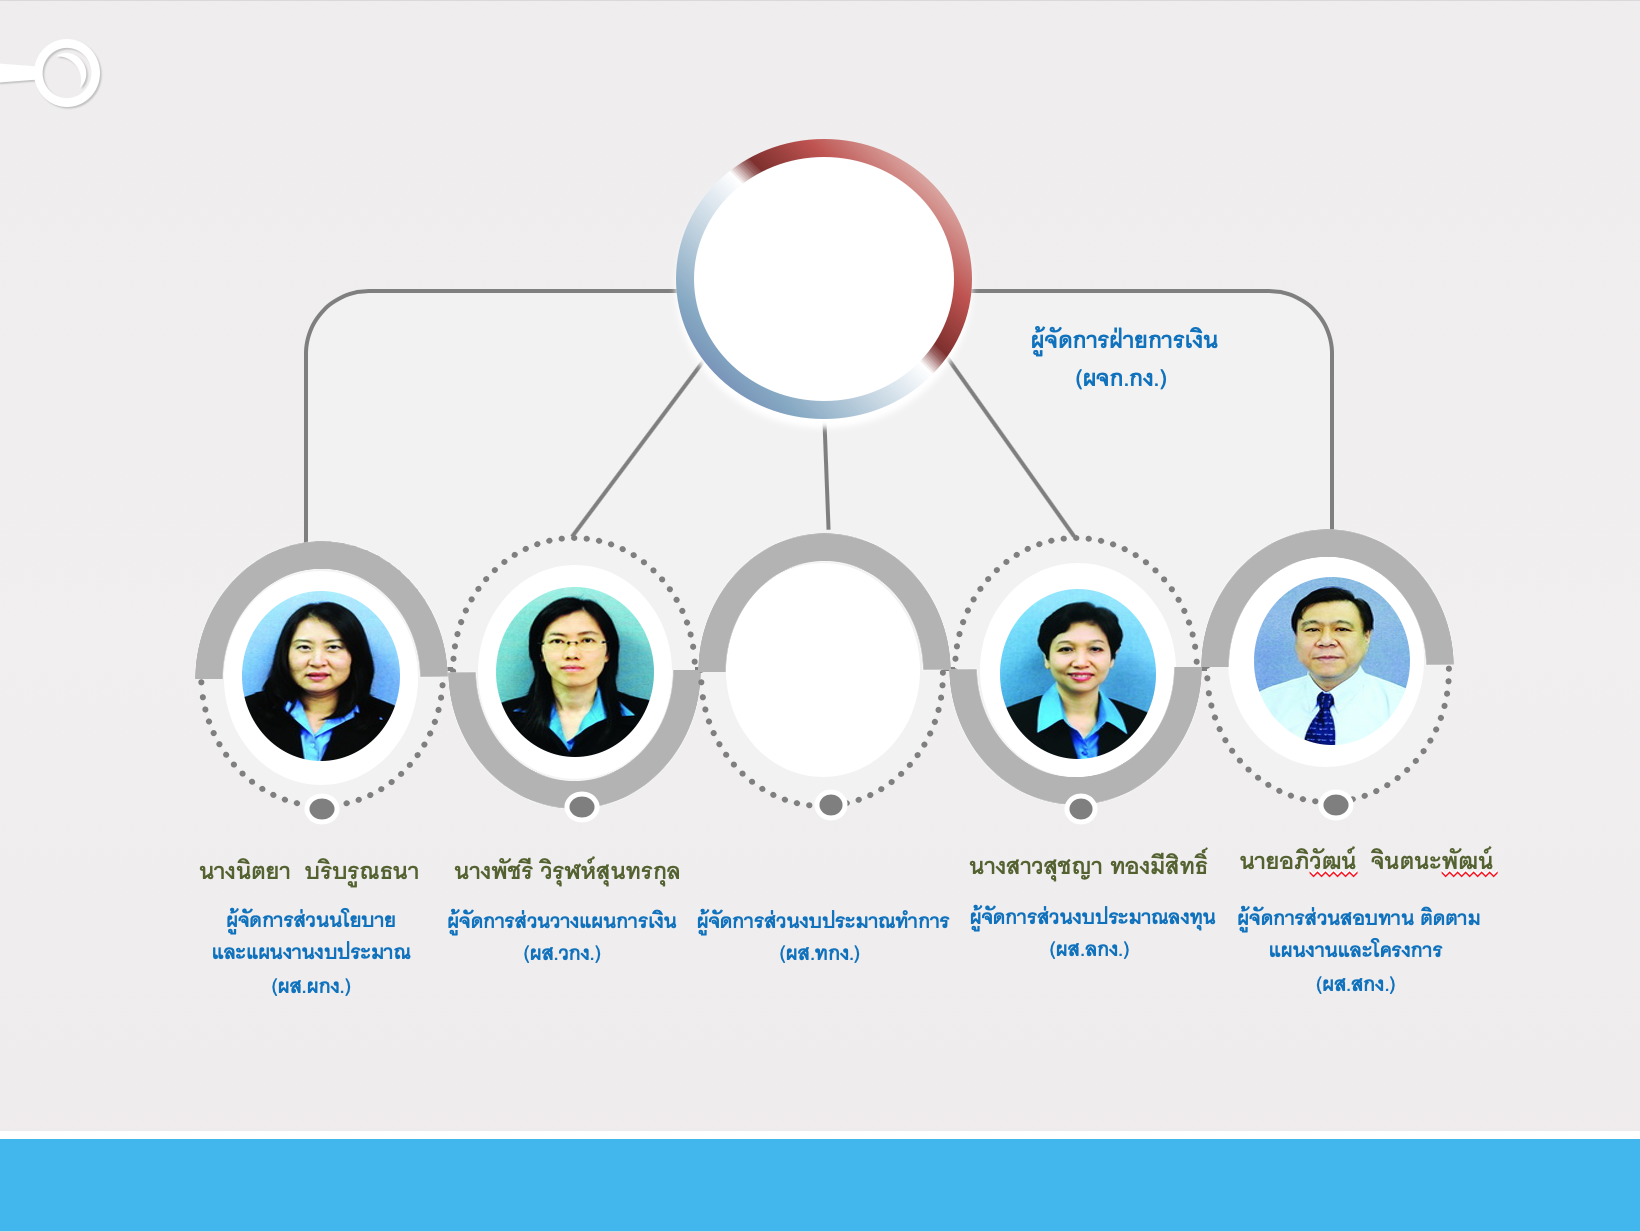 ผู้จัดการฝ่ายการเงิน
(ผจก.กง.)
นางนิตยา บริบรูณธนา
ผู้จัดการส่วนนโยบาย
และแผนงานงบประมาณ
(ผส.ผกง.)
นางพัชรี วิรุฬห์สุนทรกุล
ผู้จัดการส่วนวางแผนการเงิน
(ผส.วกง.)
ผู้จัดการส่วนงบประมาณทำการ
(ผส.ทกง.)
นางสาวสุชญา ทองมีสิทธิ์
ผู้จัดการส่วนงบประมาณลงทุน
(ผส.ลกง.)
นายอภิวัฒน์ จินตนะพัฒน์
ผู้จัดการส่วนสอบทาน ติดตาม
แผนงานและโครงการ
(ผส.สกง.)